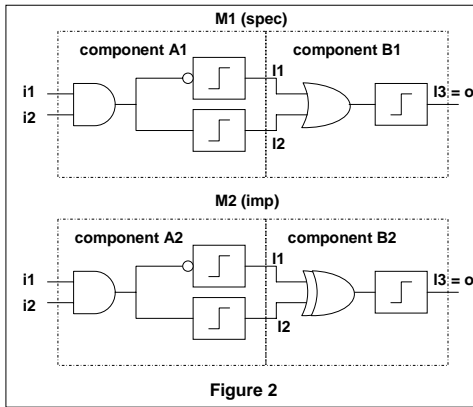 M1 (spec)
component A1
component B1
i1
i2
l1
l2
l3 = o
M2 (imp)
component A2
component B2
i1
i2
l1
l2
l3 = o
Figure 2